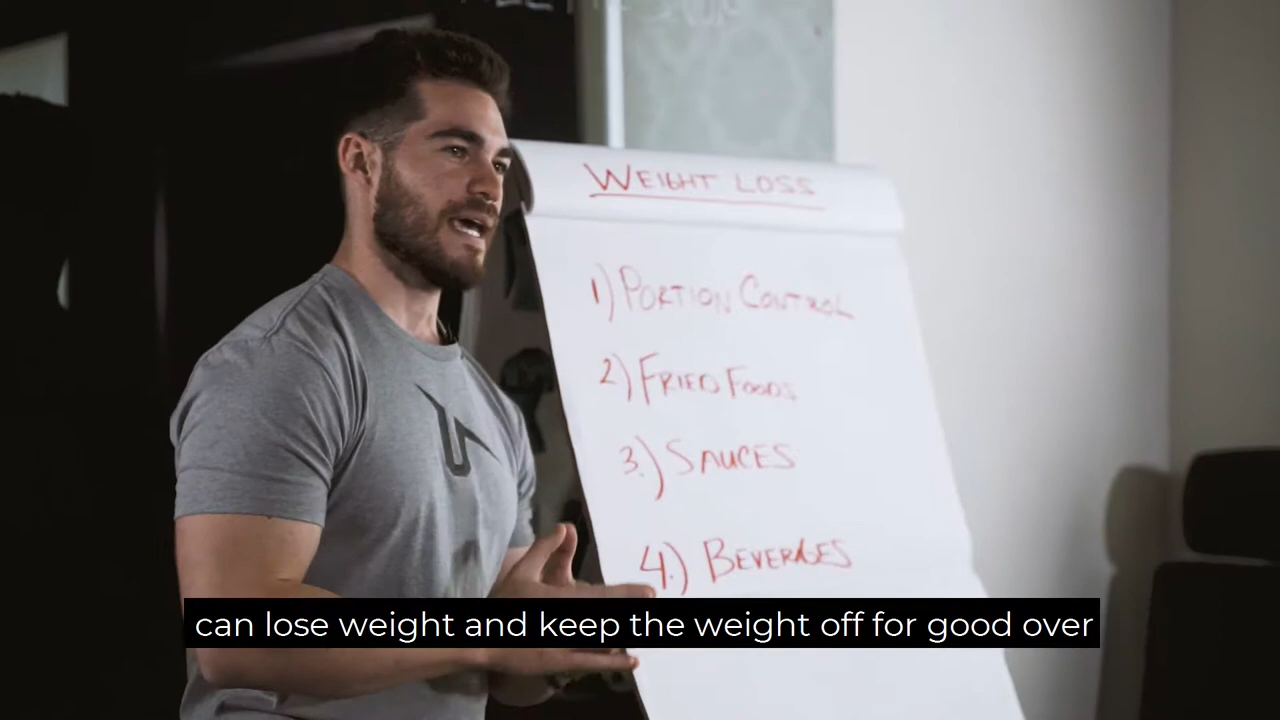 WEIGHT LOSS
1) PORTION CONTROL
2) FRIED FOODS
3.) SAUCES
4.) BEVERAGES
can lose weight and keep the weight off for good over